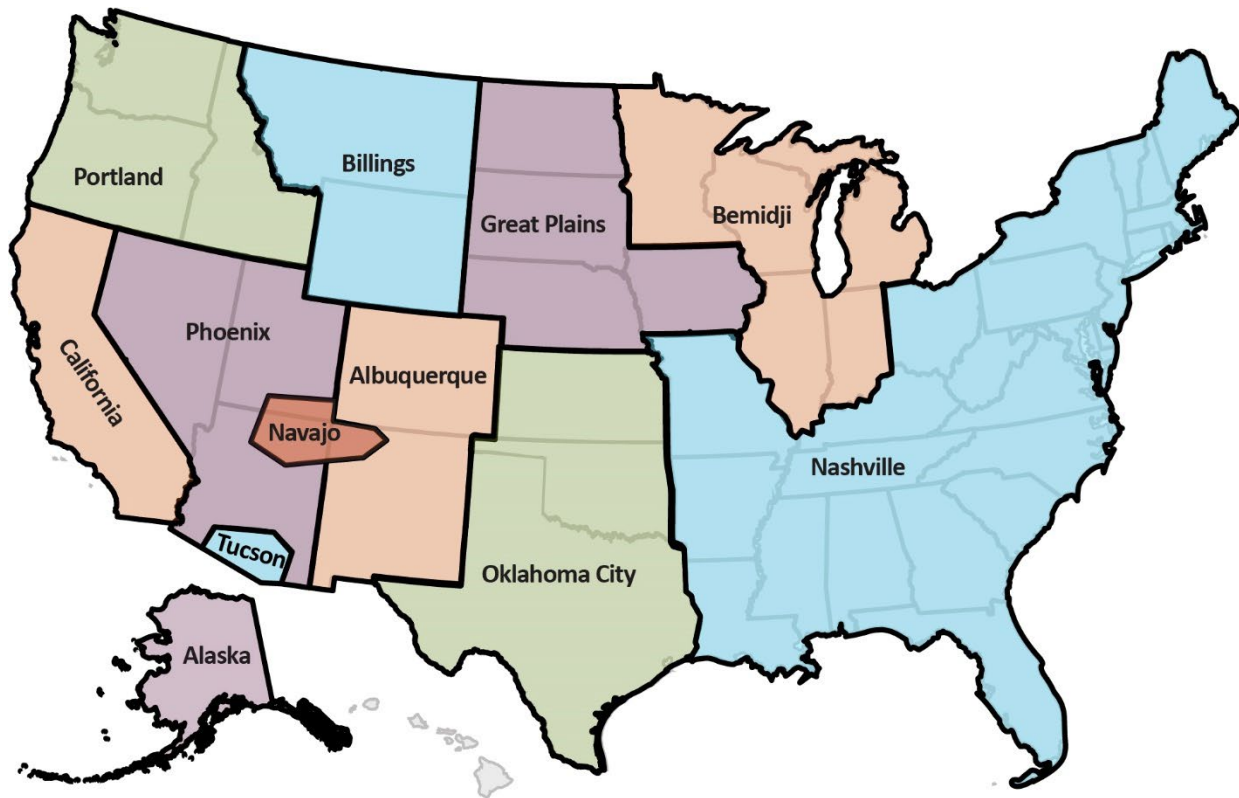 Portland
Billings
Great Plains
Bemidji
Phoenix
California
Albuquerque
Navajo
Nashville
Tucson
Oklahoma City
Alaska